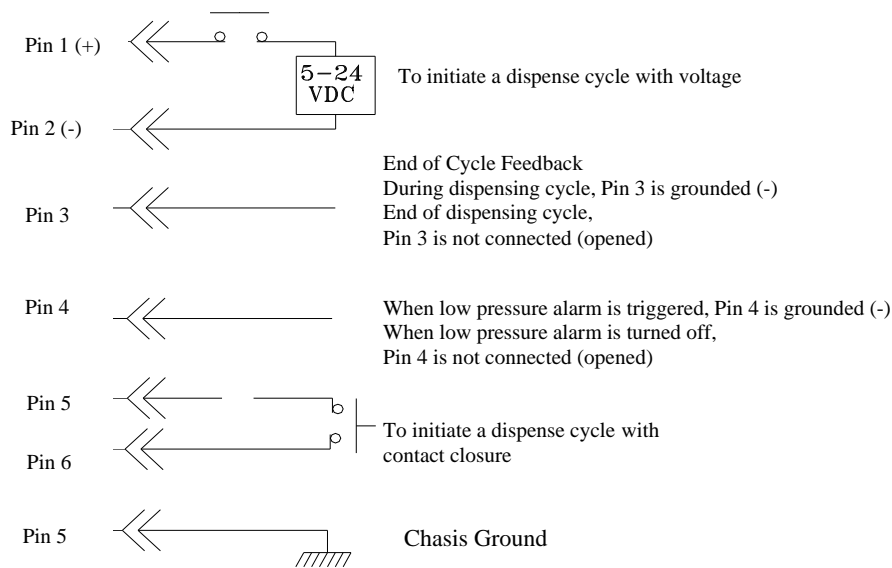 Pin 1 (+)
5-24
VDC
To initiate a dispense cycle with voltage
Pin 2 (-)
End of Cycle Feedback
During dispensing cycle, Pin 3 is grounded (-)
Pin 3
End of dispensing cycle,
Pin 3 is not connected (opened)
Pin 4
When low pressure alarm is triggered, Pin 4 is grounded (-)
When low pressure alarm is turned off,
Pin 4 is not connected (opened)
Pin 5
To initiate a dispense cycle with
contact closure
Pin 6
Pin 5
Chasis Ground